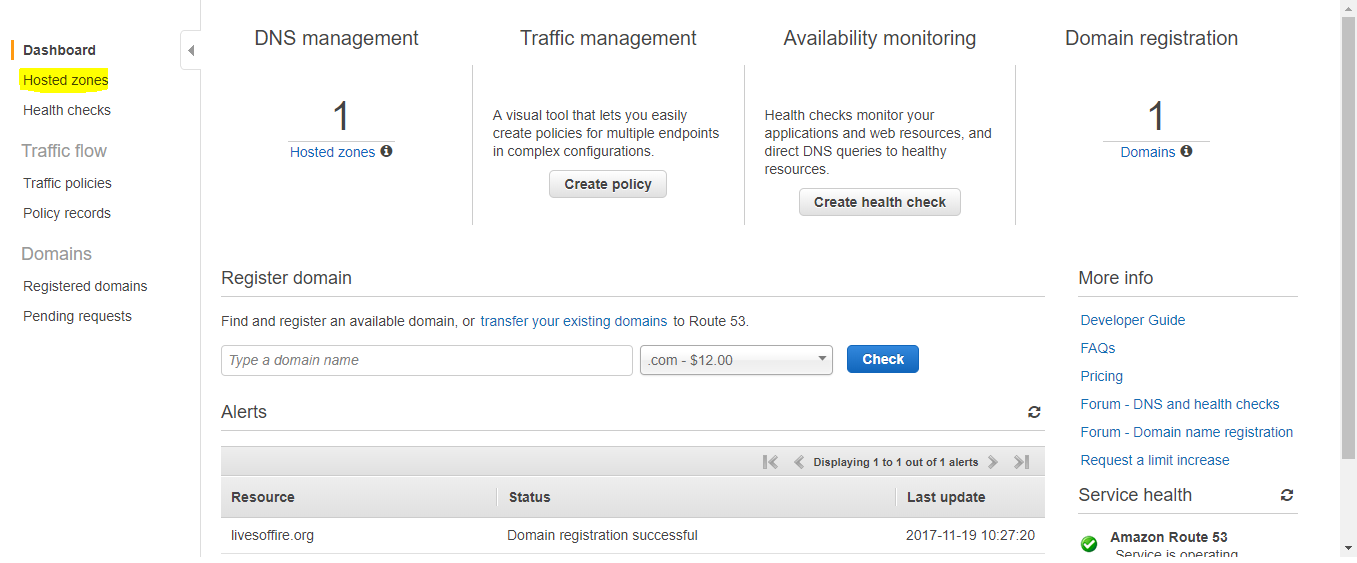 Dashboard
Hosted zones
Health checks
Traffic flow
Traffic policies
Policy records
Domains
Registered domains
Pending requests
DNS management
1
Hosted zones
Traffic management
A visual tool that lets you easily
create policies for multiple endpoints
in complex configurations.
Create policy
Availability monitoring
Health checks monitor your
applications and web resources, and
direct DNS queries to healthy
resources.
Create health check
Domain registration
1
Domains
Register domain
Find and register an available domain, or transfer your existing domains to Route 53.
Type a domain name
.com - $12.00
Check
Alerts
Displaying 1 to 1 out of 1 alerts
Resource Status Last update
livesoffire.org Domain registration successful 2017-11-19 10:27:20
More info
Developer Guide
FAQs
Pricing
Forum - DNS and health checks
Forum - Domain name registration
Request a limit increase
Service health
Amazon Route 53
Service is operating